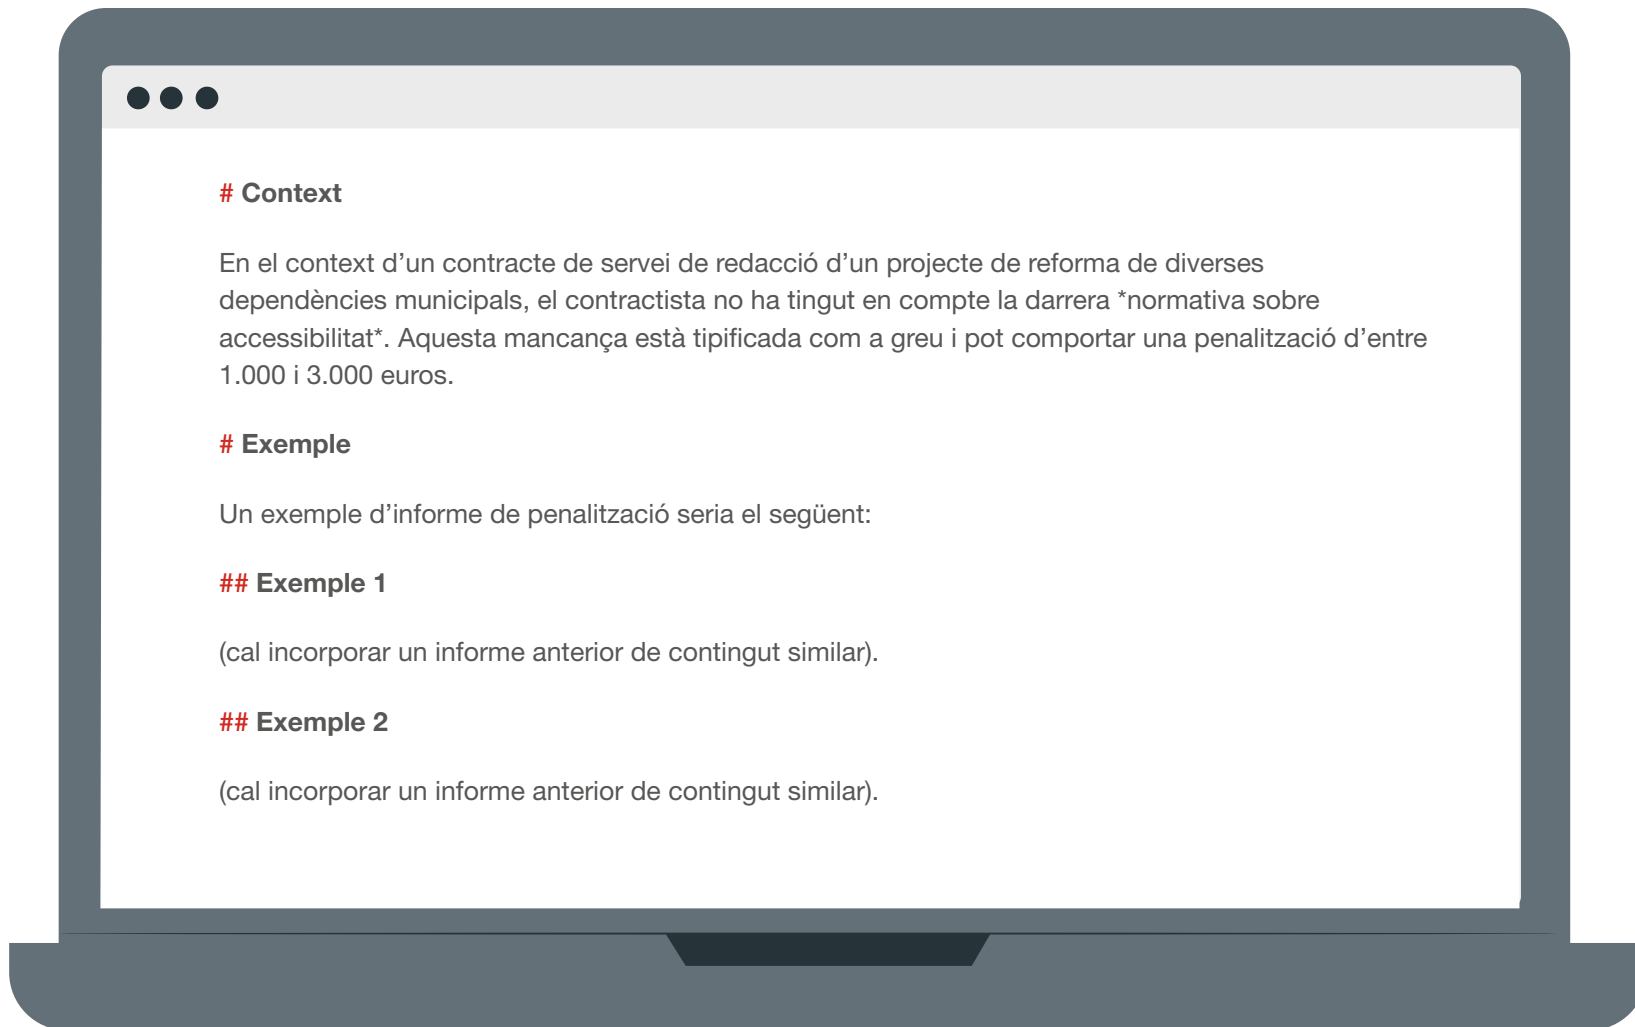 # Context
En el context d’un contracte de servei de redacció d’un projecte de reforma de diverses
dependències municipals, el contractista no ha tingut en compte la darrera *normativa sobre
accessibilitat*. Aquesta mancança està tipificada com a greu i pot comportar una penalització d’entre
1.000 i 3.000 euros.
# Exemple
Un exemple d’informe de penalització seria el següent:
## Exemple 1
(cal incorporar un informe anterior de contingut similar).
## Exemple 2
(cal incorporar un informe anterior de contingut similar).